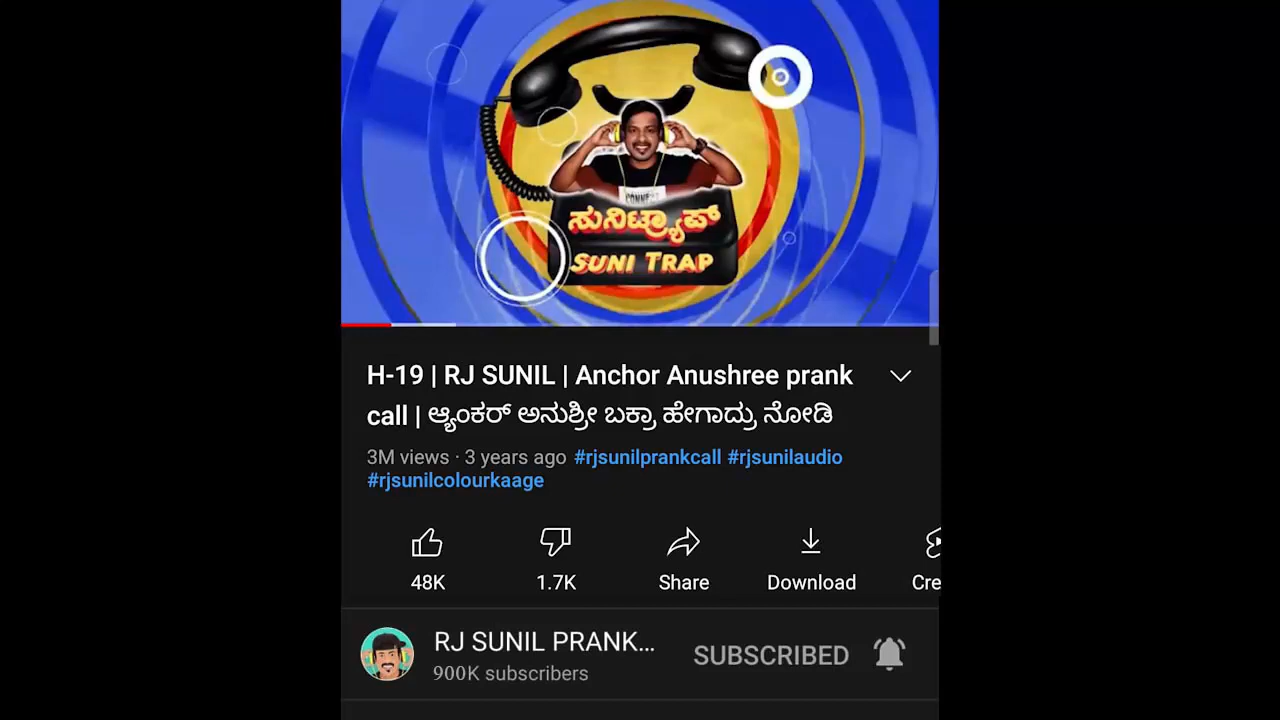 CONNECT
ಸುನಿಟ್ರ್ಯಾಪ್
SUNI TRAP
H-19 | RJ SUNIL | Anchor Anushree prank
call | ಆ್ಯಂಕರ್ ಅನುಶ್ರೀ ಬಕ್ರಾ ಹೇಗಾದ್ರು ನೋಡಿ
3M views · 3 years ago #rjsunilprankcall #rjsunilaudio
#rjsunilcolourkaage
48K 1.7K Share Download Cre
RJ SUNIL PRANK... SUBSCRIBED
900K subscribers